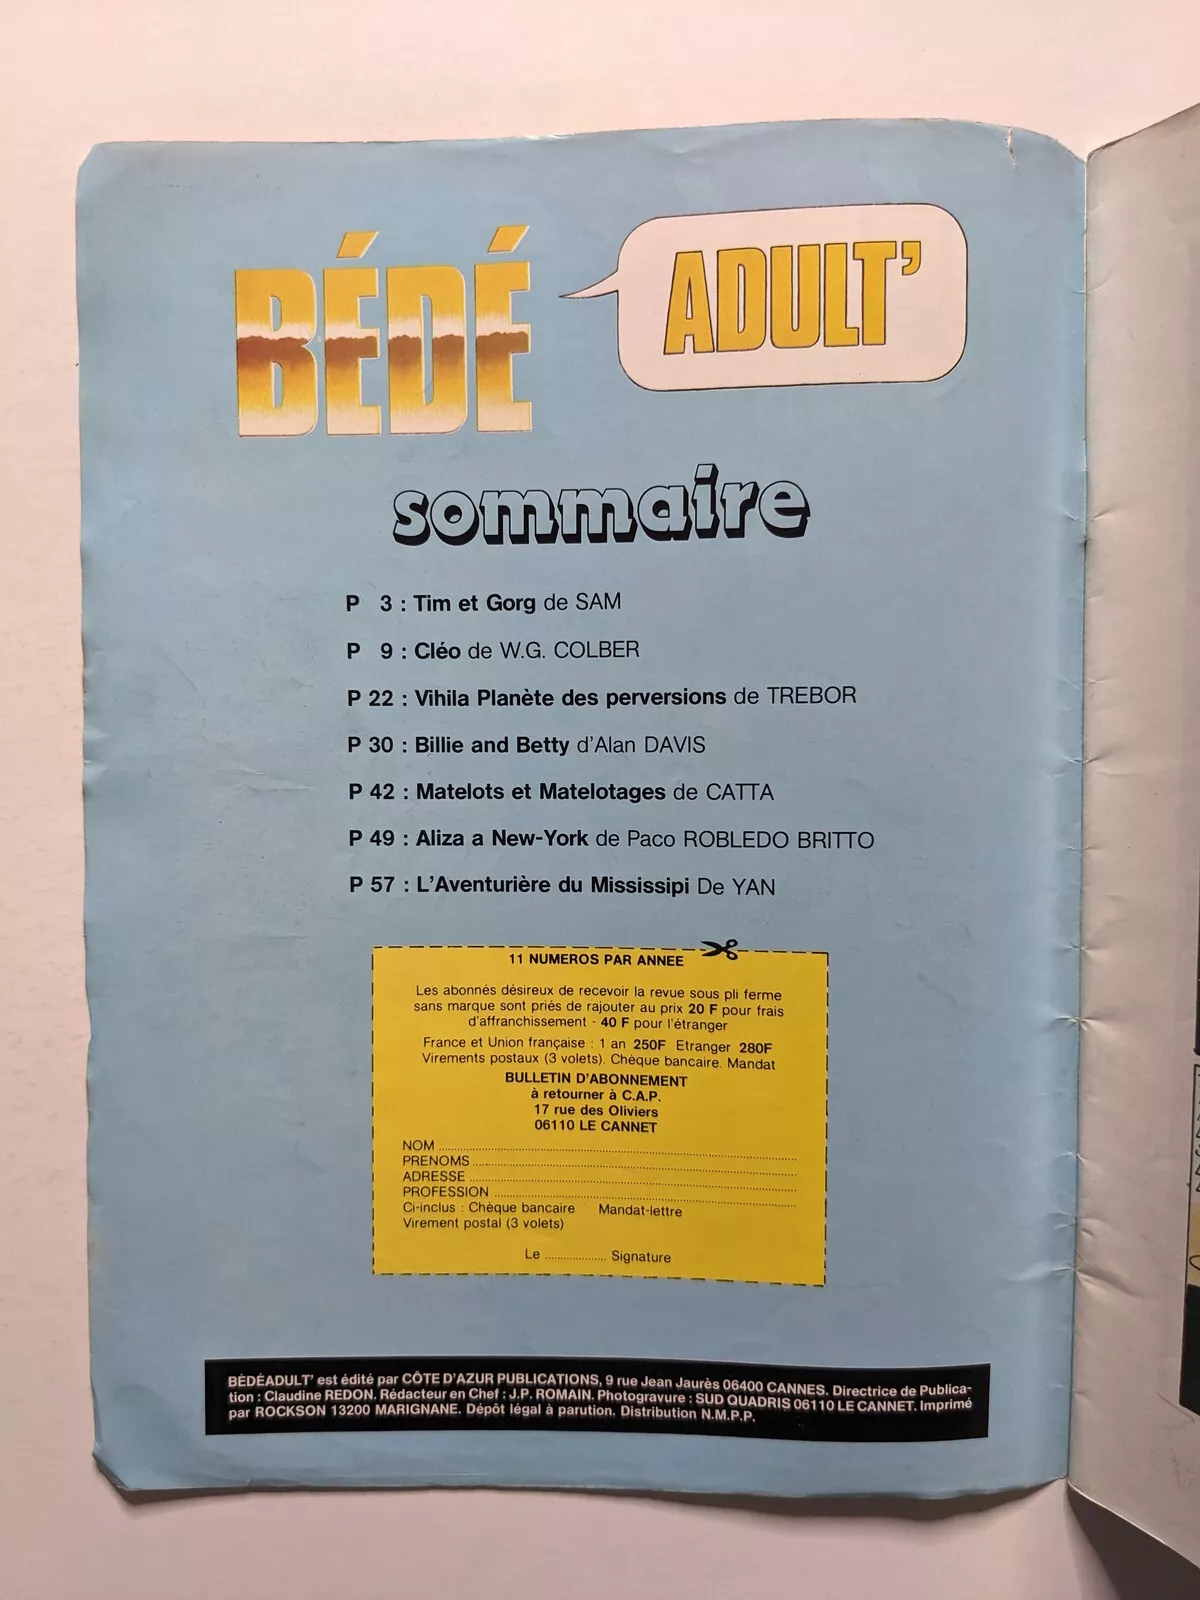 BÉDÉ
ADULT'
sommaire
P 3 : Tim et Gorg de SAM
P 9 : Cléo de W.G. COLBER
P 22 : Vihila Planète des perversions de TREBOR
P 30 : Billie and Betty d'Alan DAVIS
P 42 : Matelots et Matelotages de CATTA
P 49 : Aliza a New-York de Paco ROBLEDO BRITTO
P 57 : L'Aventurière du Mississipi De YAN
11 NUMEROS PAR ANNEE
Les abonnés désireux de recevoir la revue sous pli ferme
sans marque sont priés de rajouter au prix 20 F pour frais
d'affranchissement - 40 F pour l'étranger
France et Union française : 1 an 250F Etranger 280F
Virements postaux (3 volets). Chèque bancaire. Mandat
BULLETIN D'ABONNEMENT
à retourner à C.A.P.
17 rue des Oliviers
06110 LE CANNET
NOM
PRENOMS
ADRESSE
PROFESSION
Ci-inclus : Chèque bancaire Mandat-lettre
Virement postal (3 volets)
Le .................. Signature
BÉDÉADULT' est édité par CÔTE D'AZUR PUBLICATIONS, 9 rue Jean Jaurès 06400 CANNES. Directrice de Publica-
tion : Claudine REDON. Rédacteur en Chef : J.P. ROMAIN. Photogravure : SUD QUADRIS 06110 LE CANNET. Imprimé
par ROCKSON 13200 MARIGNANE. Dépôt légal à parution. Distribution N.M.P.P.